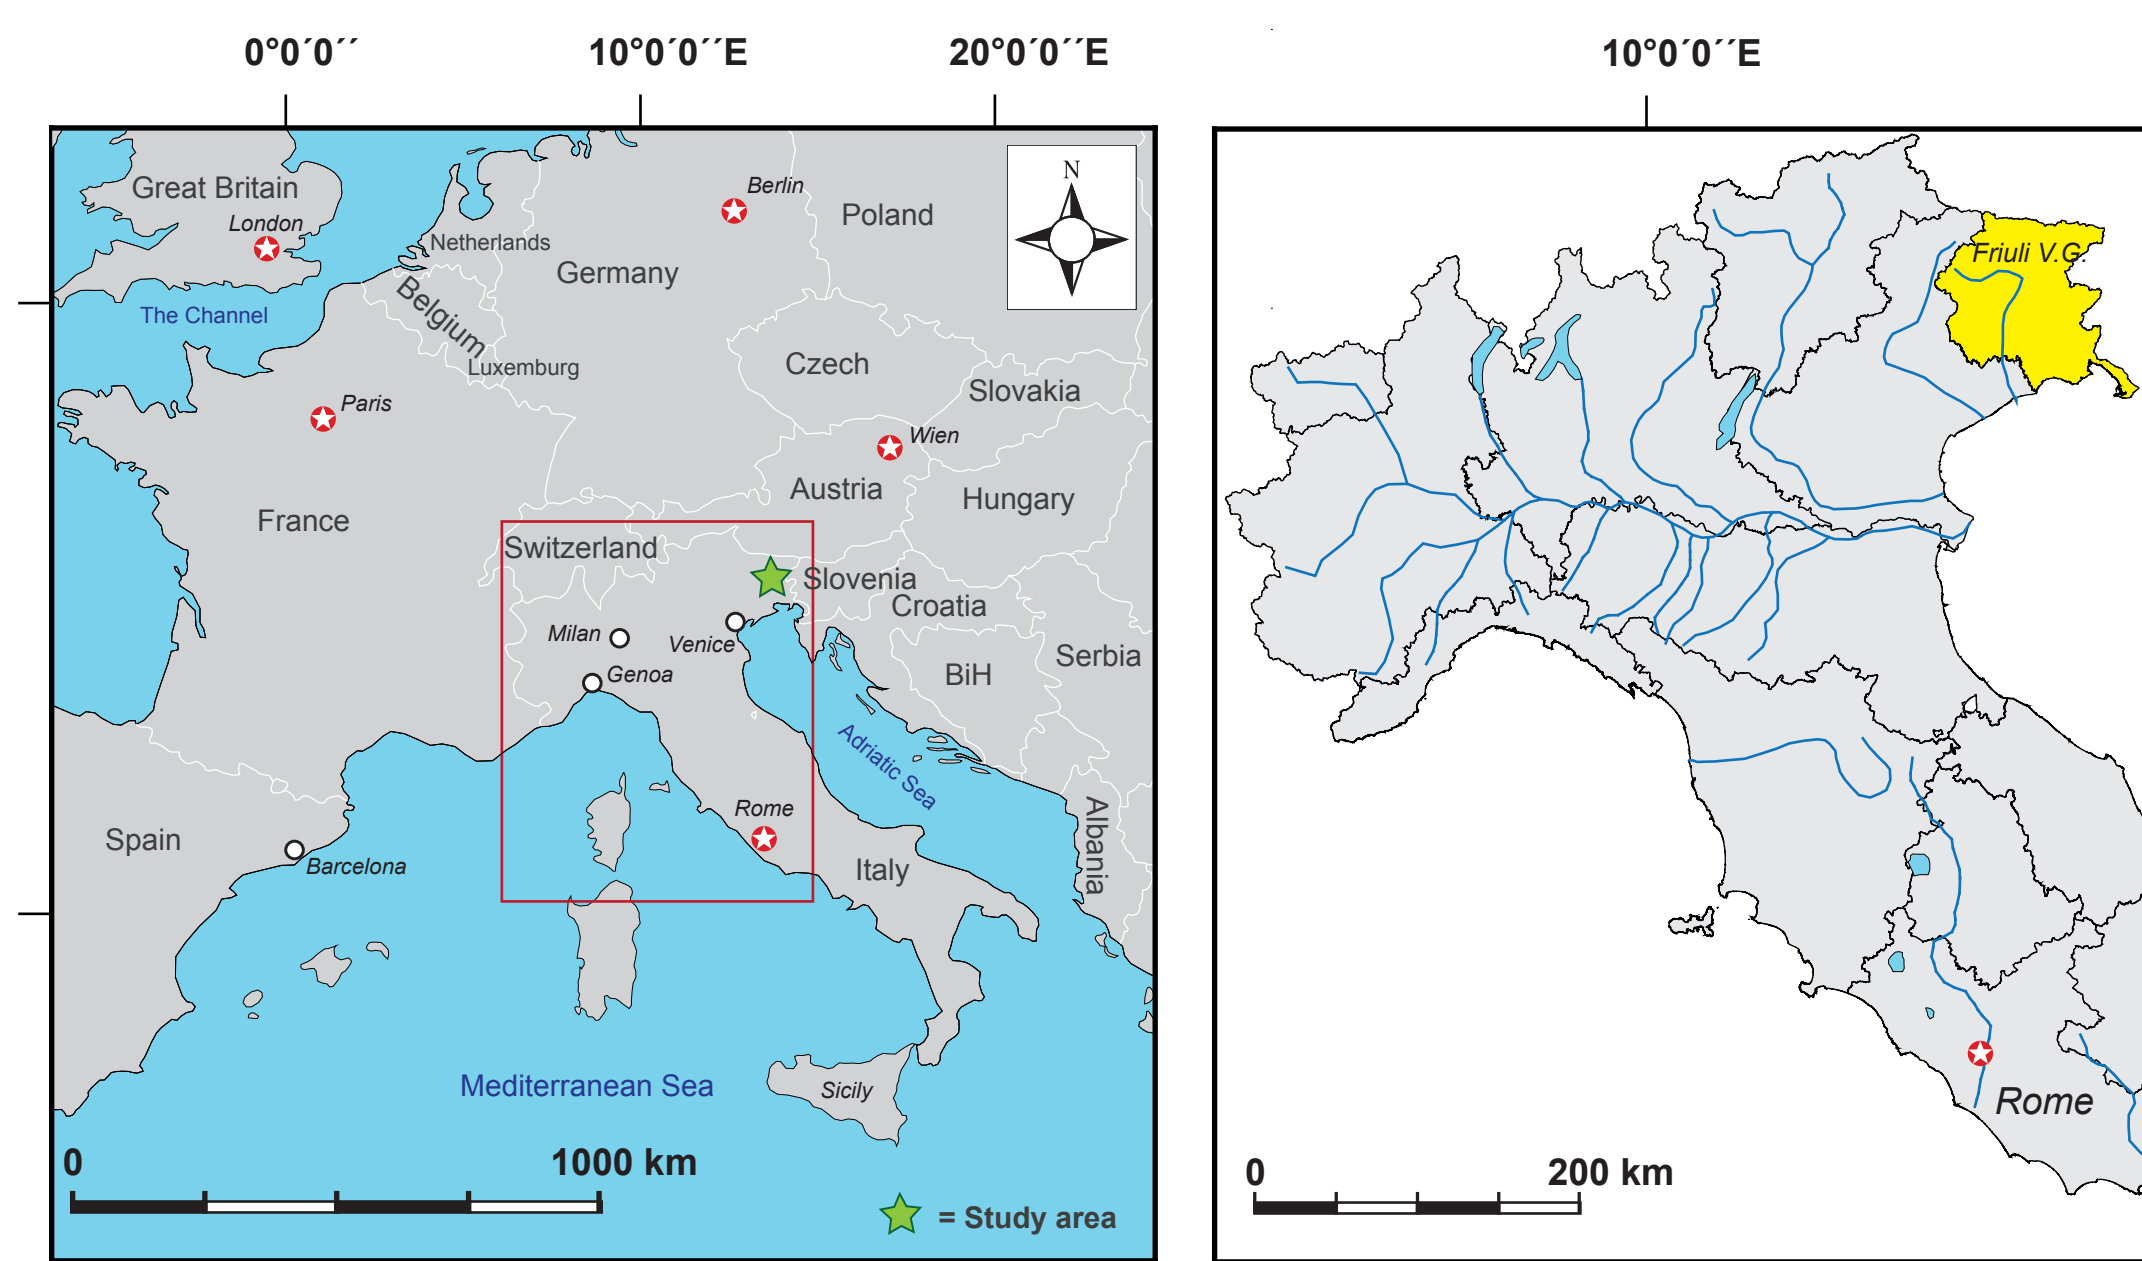 0°0´0´´
10°0´0´´E
20°0´0´´E
10°0´0´´E
N
Great Britain
London
Berlin
Poland
Netherlands
Germany
Belgium
The Channel
Luxemburg
Czech
Slovakia
Paris
Wien
Austria
Hungary
France
Switzerland
Slovenia
Croatia
Milan
Venice
Serbia
BiH
Genoa
Adriatic Sea
Rome
Spain
Albania
Barcelona
Italy
Mediterranean Sea
Sicily
0
1000 km
= Study area
Friuli V.G.
Rome
0
200 km